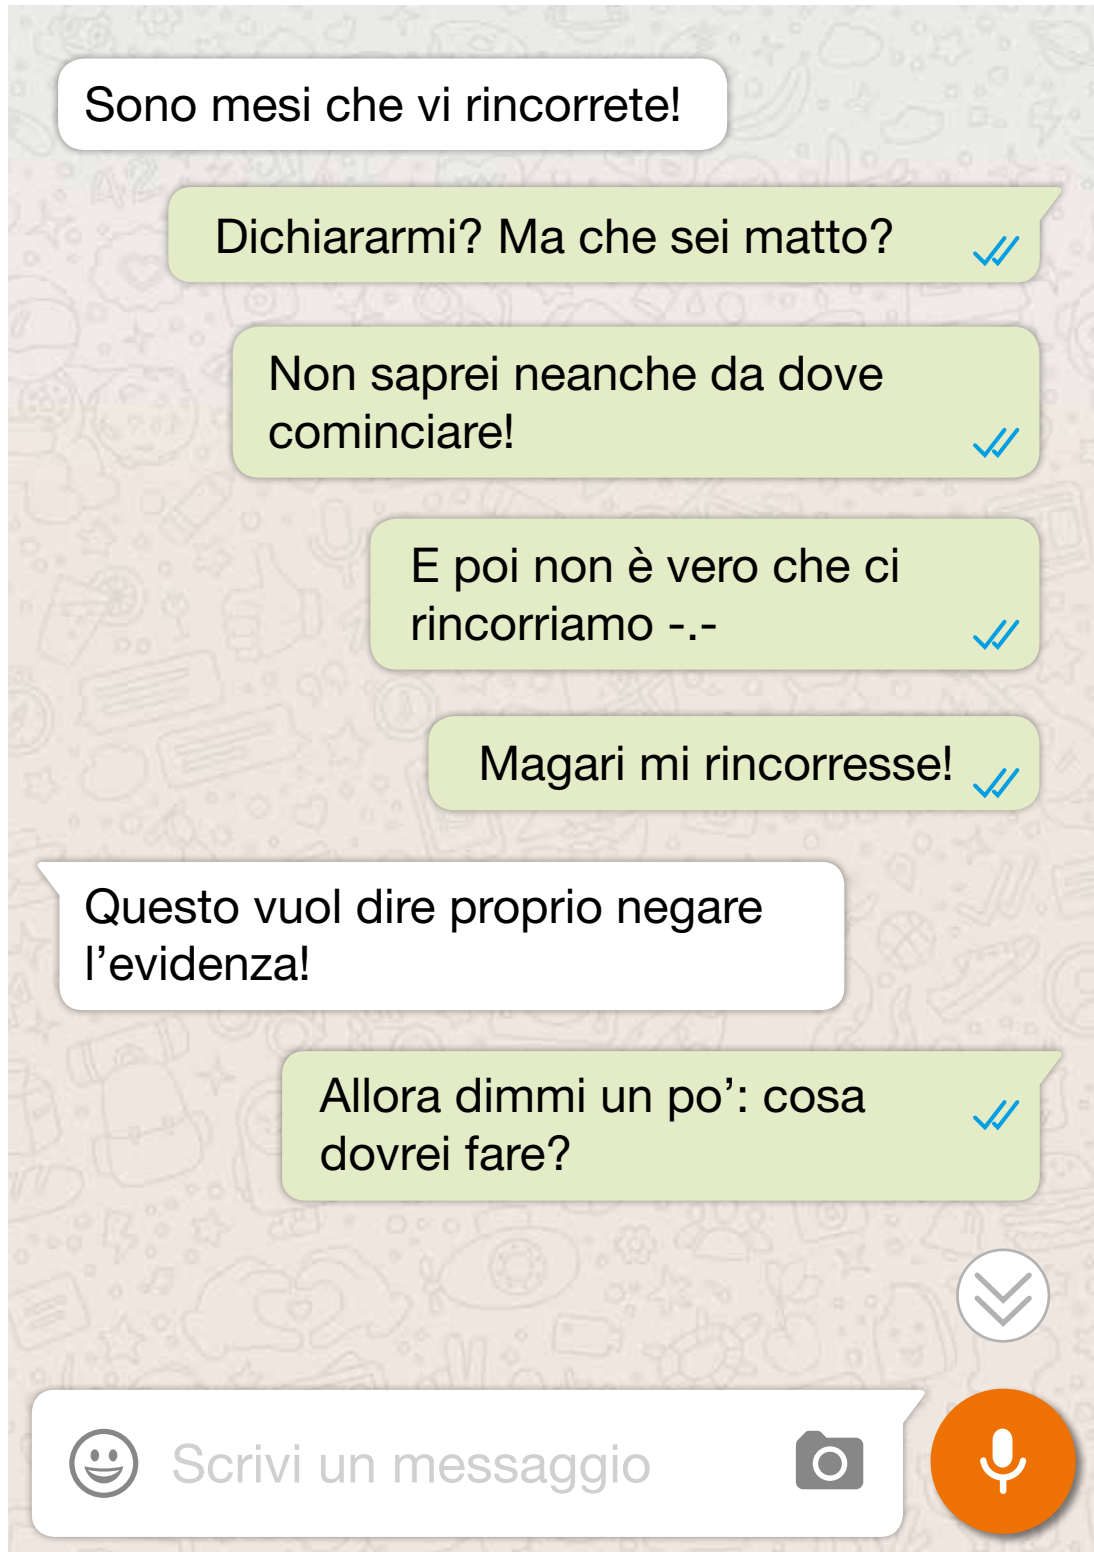 Sono mesi che vi rincorrete!
Dichiararmi? Ma che sei matto?
Non saprei neanche da dove
cominciare!
E poi non è vero che ci
rincorriamo -.-
Magari mi rincorresse!
Questo vuol dire proprio negare
l’evidenza!
Allora dimmi un po’: cosa
dovrei fare?
Scrivi un messaggio